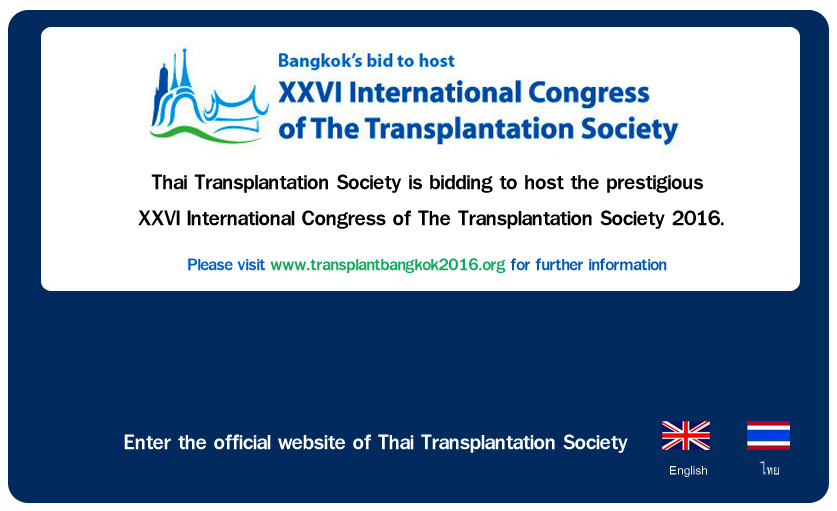 Bangkok's bid to host
XXVI International Congress
of The Transplantation Society
Thai Transplantation Society is bidding to host the prestigious
XXVI International Congress of The Transplantation Society 2016.
Please visit www.transplantbangkok2016.org for further information
Enter the official website of Thai Transplantation Society
English
ไทย